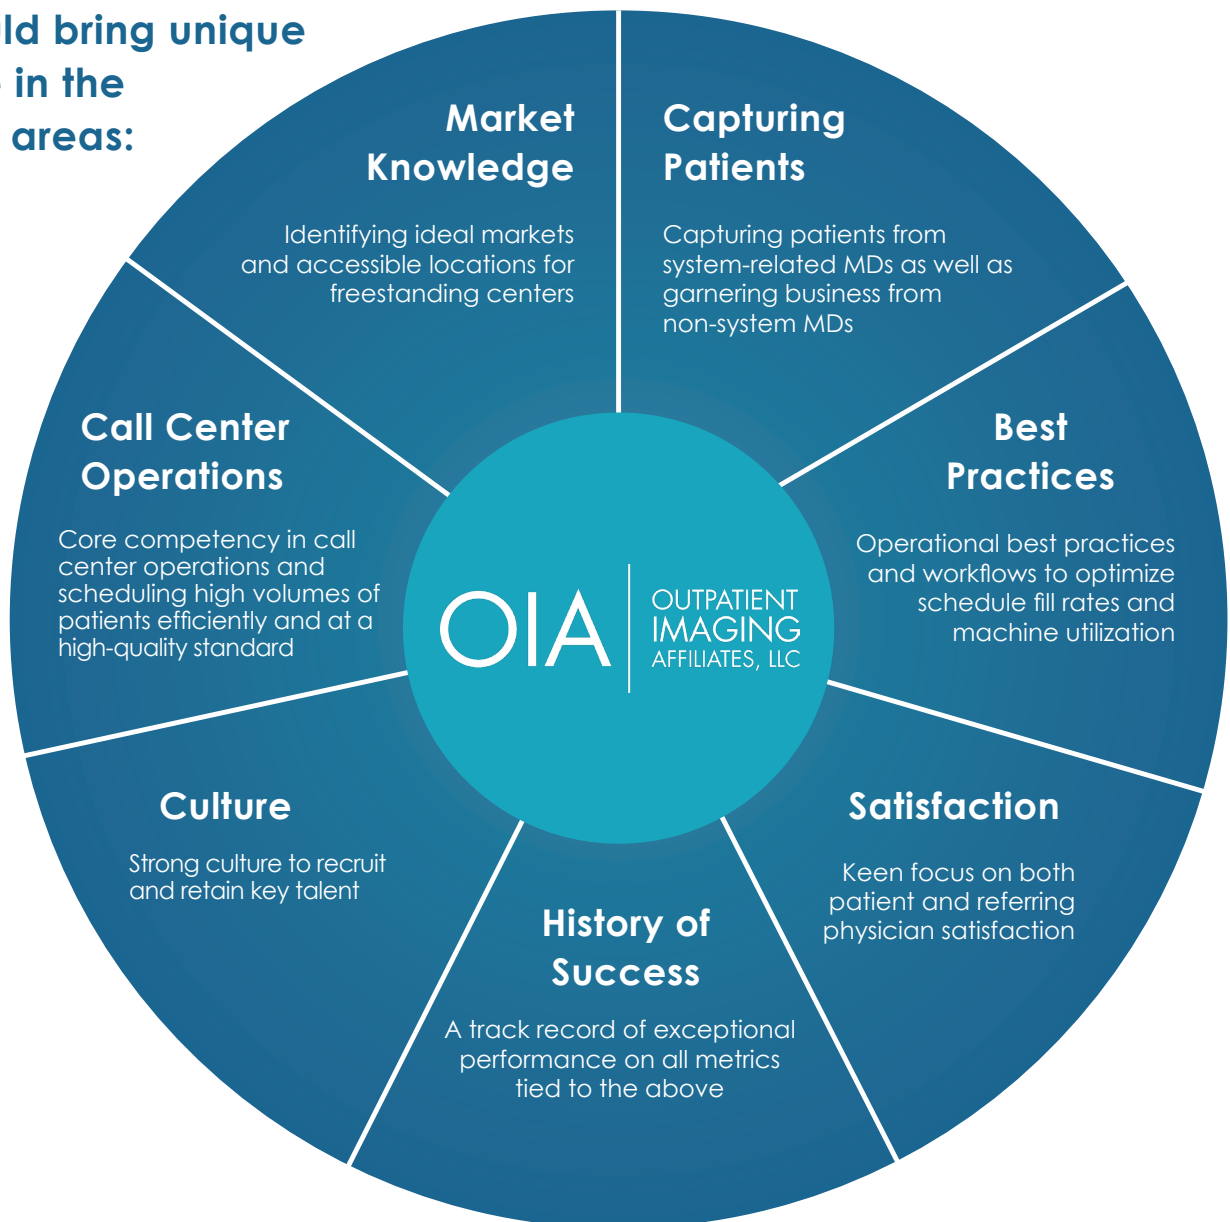 bring unique
in the
areas:
Market
Knowledge
Identifying ideal markets
and accessible locations for
freestanding centers
Capturing
Patients
Capturing patients from
system-related MDs as well as
garnering business from
non-system MDs
Call Center
Operations
Core competency in call
center operations and
scheduling high volumes of
patients efficiently and at a
high-quality standard
Best
Practices
Operational best practices
and workflows to optimize
schedule fill rates and
machine utilization
OIA
OUTPATIENT
IMAGING
AFFILIATES, LLC
Culture
Strong culture to recruit
and retain key talent
Satisfaction
Keen focus on both
patient and referring
physician satisfaction
History of
Success
A track record of exceptional
performance on all metrics
tied to the above